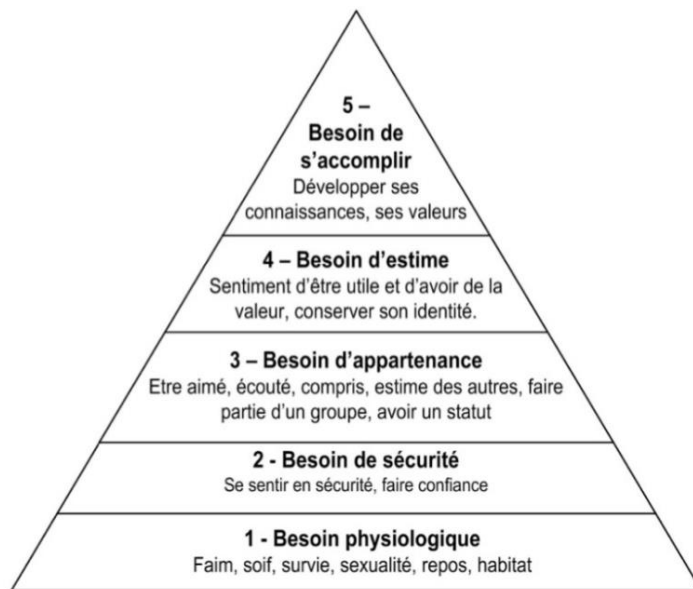 5 –
Besoin de
s’accomplir
Développer ses
connaissances, ses valeurs
4 – Besoin d’estime
Sentiment d’être utile et d’avoir de la
valeur, conserver son identité.
3 – Besoin d’appartenance
Etre aimé, écouté, compris, estime des autres, faire
partie d’un groupe, avoir un statut
2 - Besoin de sécurité
Se sentir en sécurité, faire confiance
1 - Besoin physiologique
Faim, soif, survie, sexualité, repos, habitat